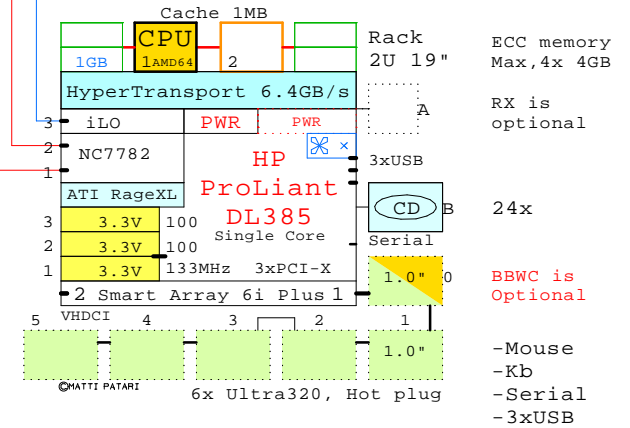 Cache 1MB
CPU
1AMD64
2
1GB
Rack
2U 19"
ECC memory
Max,4x 4GB
HyperTransport 6.4GB/s
A
RX is
optional
3
iLO
PWR
PWR
2
NC7782
×
1
3xUSB
HP
ProLiant
DL385
Single Core
ATI RageXL
CD
B
24x
Serial
3
3.3V
100
2
3.3V
100
1
3.3V
133MHz
3xPCI-X
1.0"
0
BBWC is
Optional
2 Smart Array 6i Plus 1
VHDCI
5
4
3
2
1
1.0"
©MATTI PATARI
6x Ultra320, Hot plug
-Mouse
-Kb
-Serial
-3xUSB